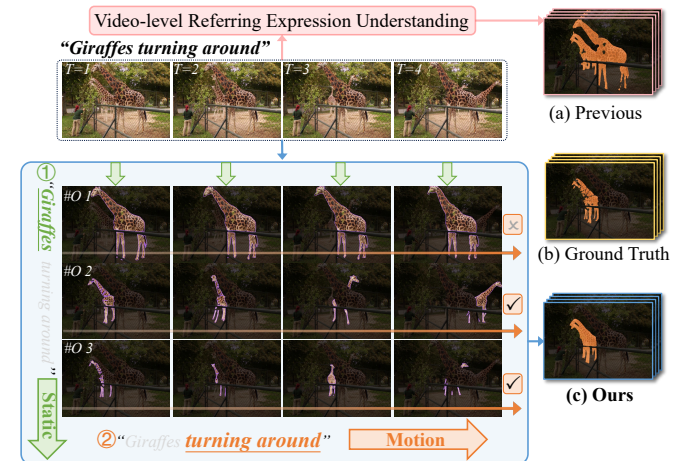 Video-level Referring Expression Understanding
“Giraffes turning around”
T=1
T=2
T=3
T=4
(a) Previous
①
“Giraffes turning around”
Static
#O 1
#O 2
#O 3
(b) Ground Truth
(c) Ours
② “Giraffes turning around”
Motion